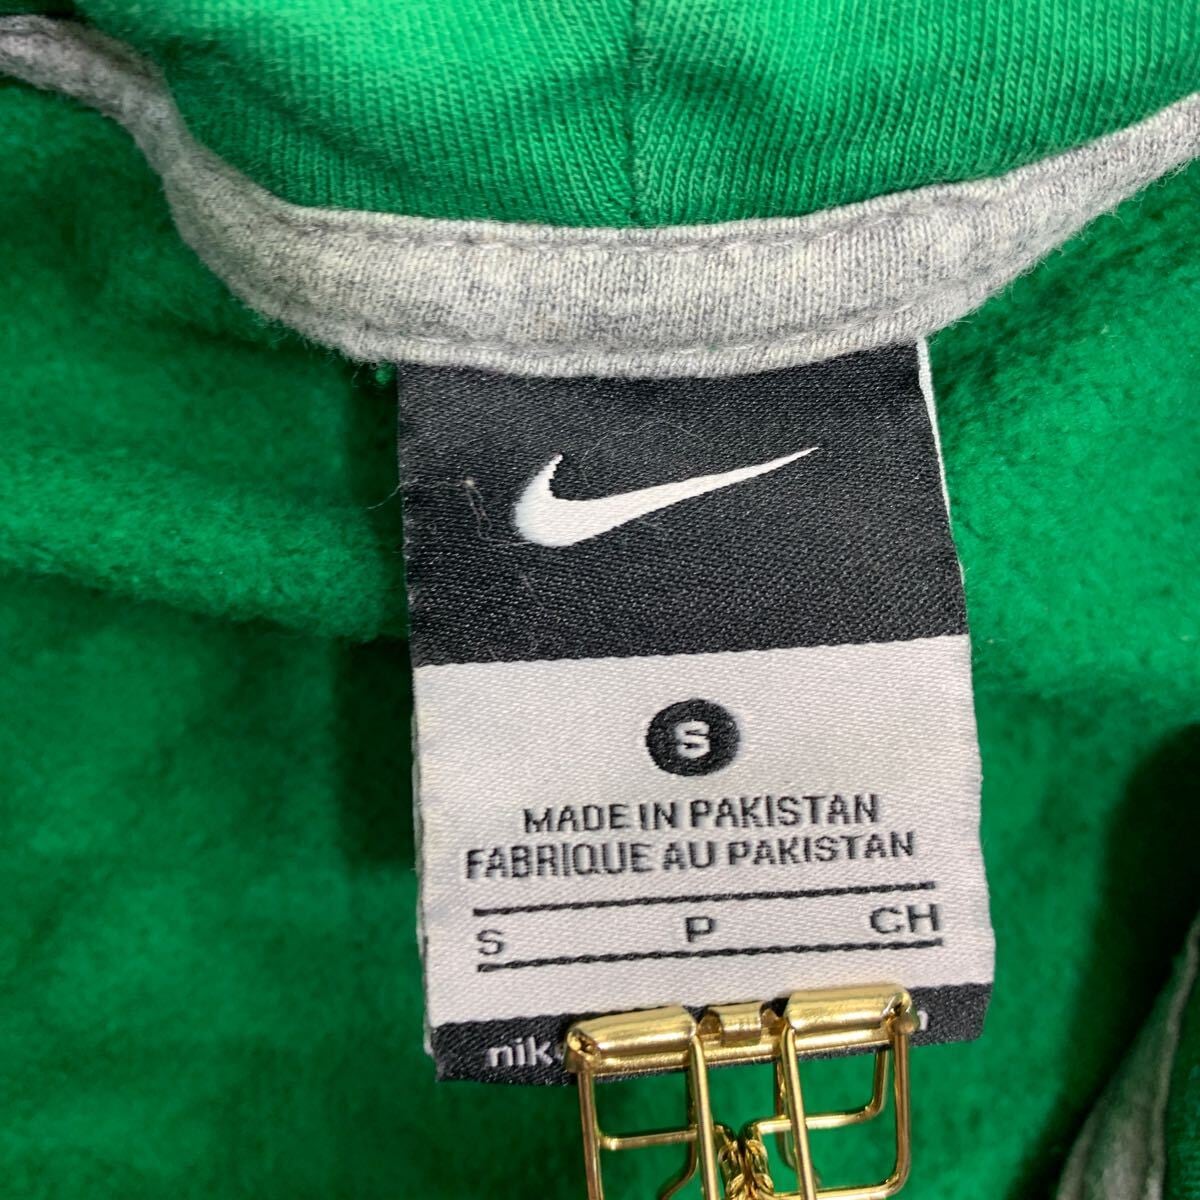 S
MADE IN PAKISTAN
FABRIQUE AU PAKISTAN
S P CH